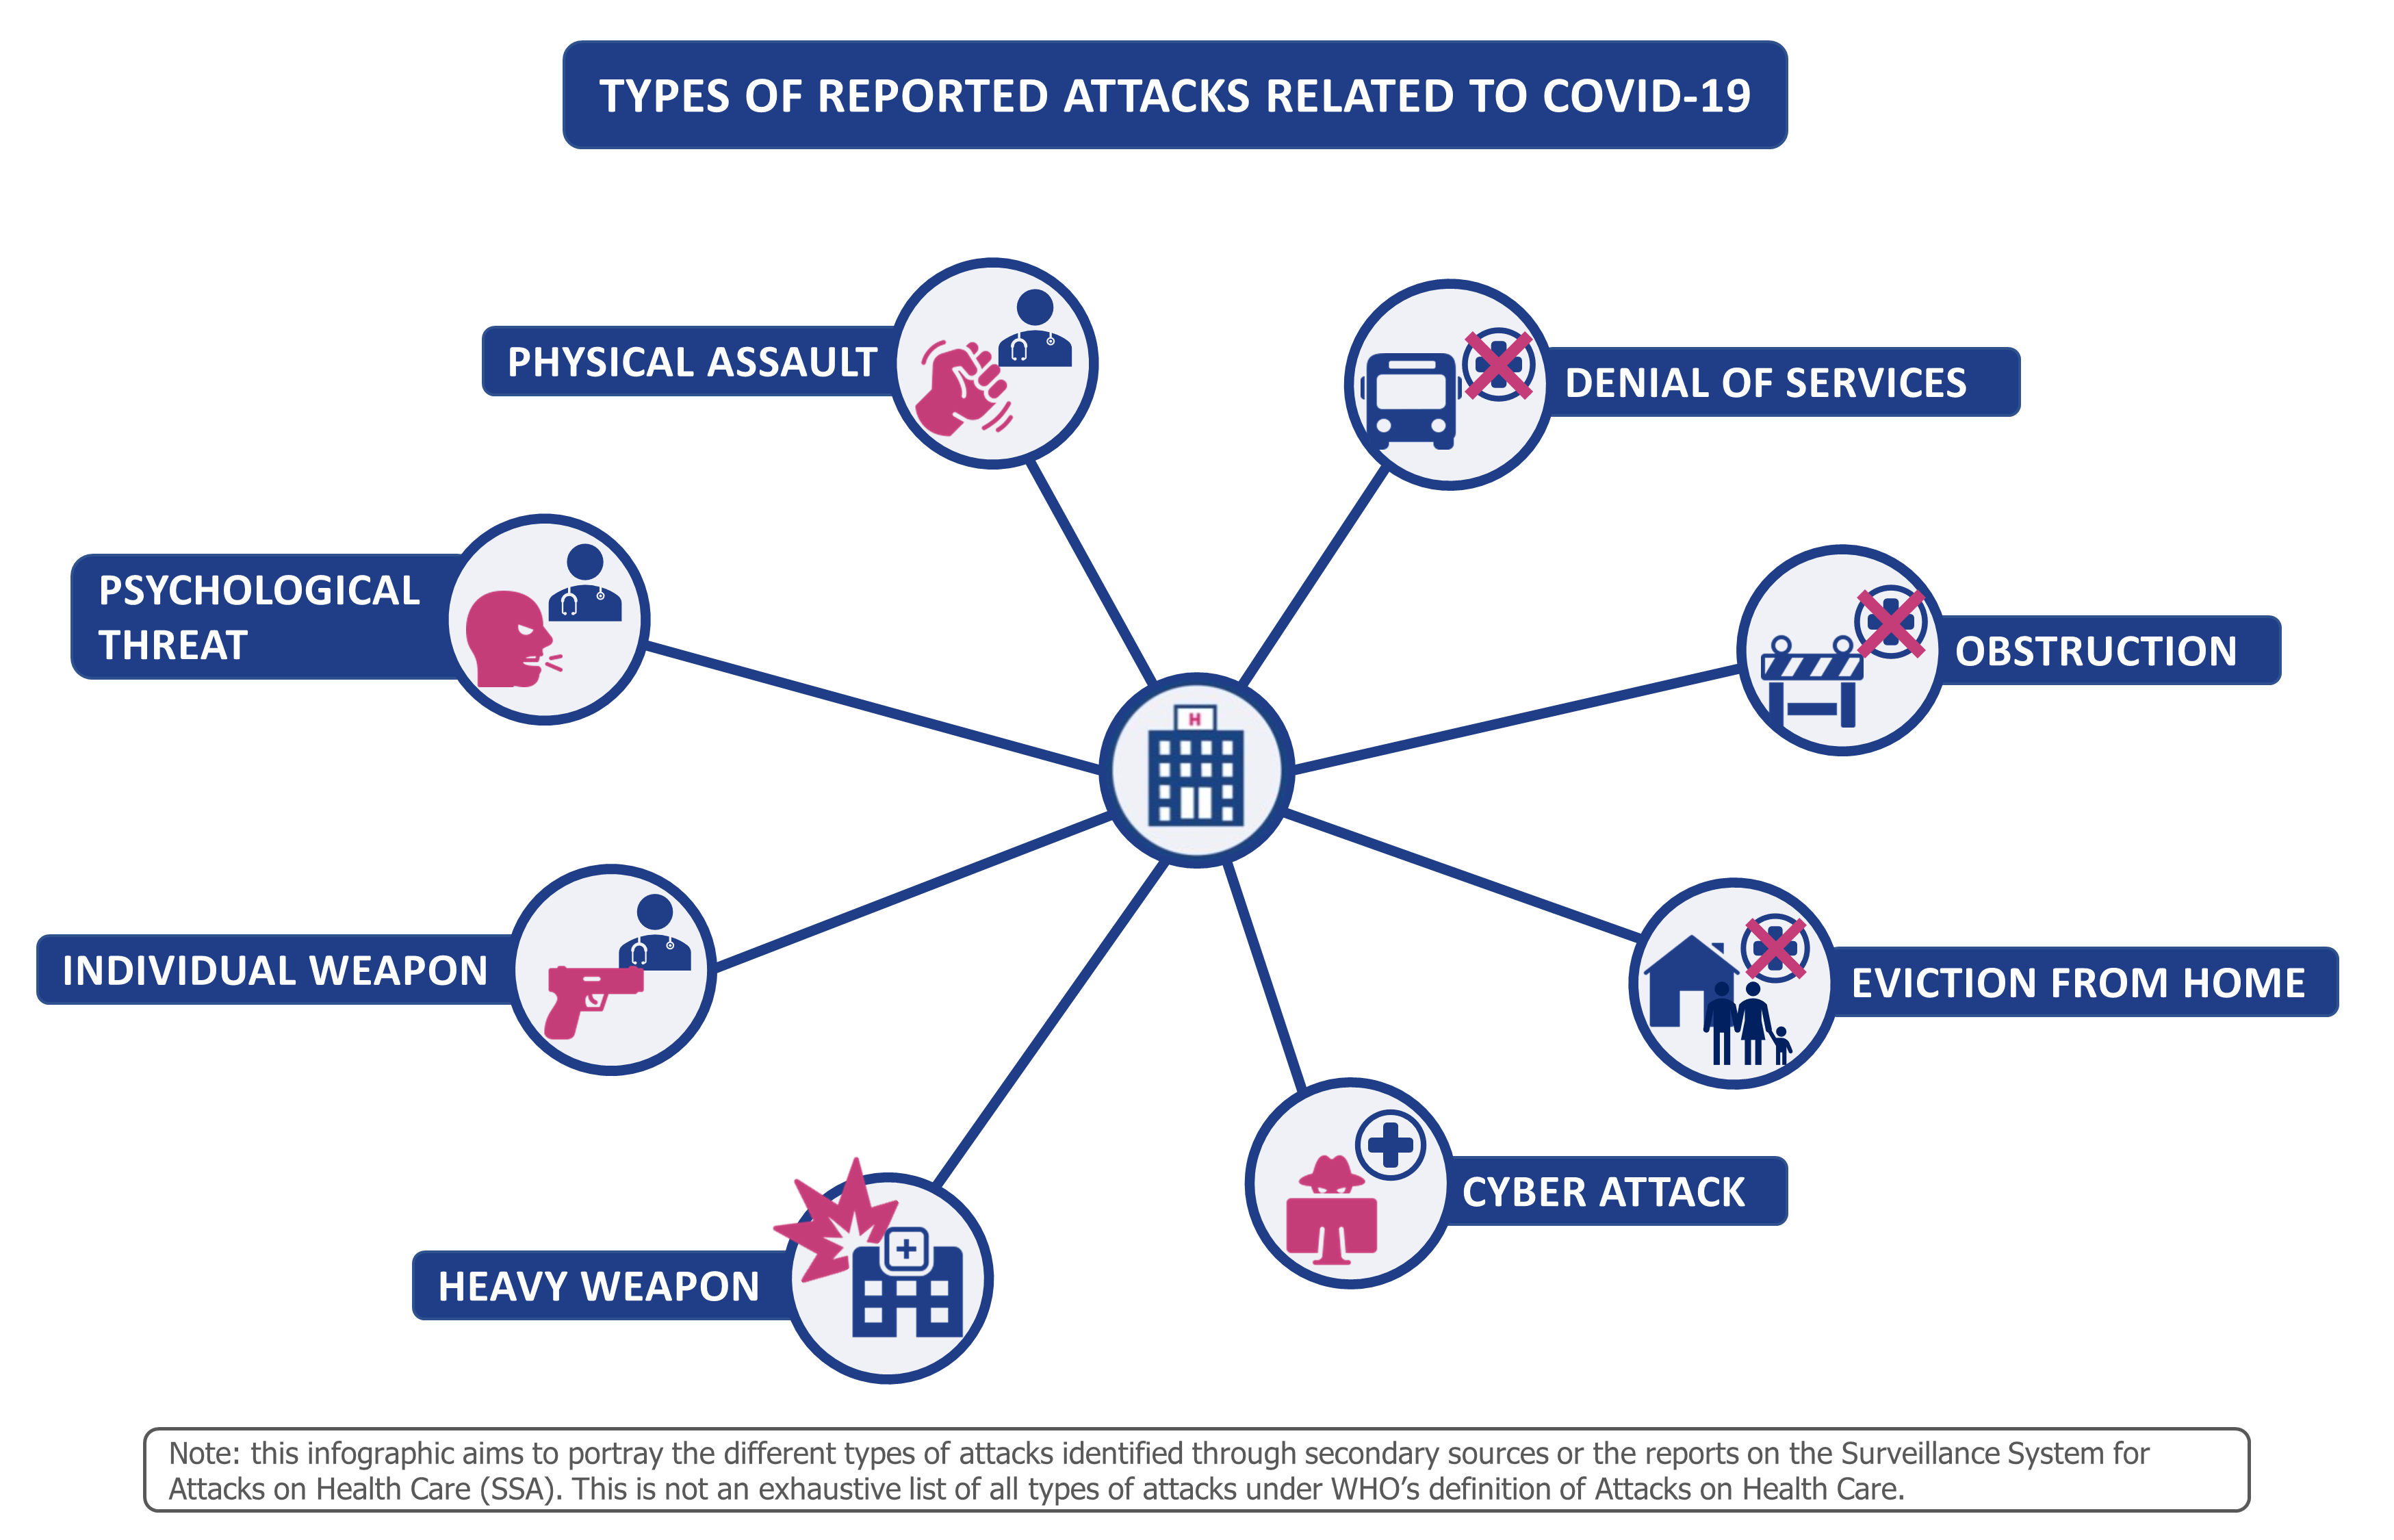 TYPES OF REPORTED ATTACKS RELATED TO COVID-19
PHYSICAL ASSAULT
DENIAL OF SERVICES
PSYCHOLOGICAL
THREAT
OBSTRUCTION
H
INDIVIDUAL WEAPON
EVICTION FROM HOME
CYBER ATTACK
HEAVY WEAPON
Note: this infographic aims to portray the different types of attacks identified through secondary sources or the reports on the Surveillance System for
Attacks on Health Care (SSA). This is not an exhaustive list of all types of attacks under WHO’s definition of Attacks on Health Care.